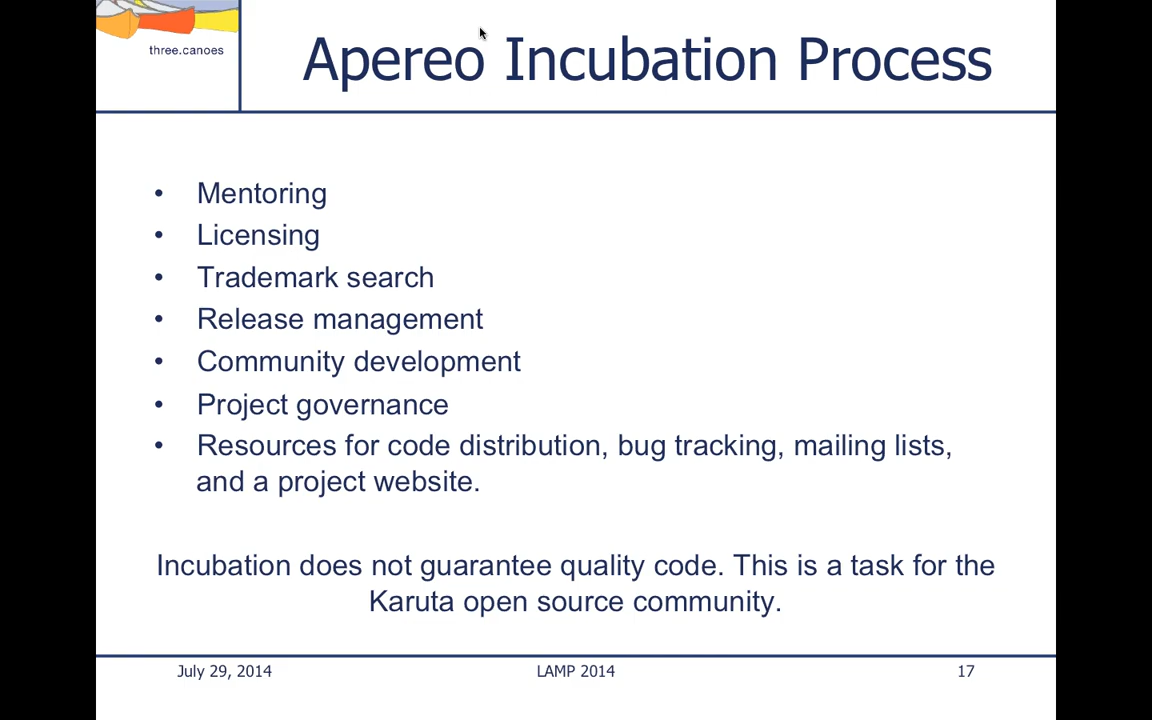 three.canoes
Apereo Incubation Process
• Mentoring
• Licensing
• Trademark search
• Release management
• Community development
• Project governance
• Resources for code distribution, bug tracking, mailing lists,
and a project website.
Incubation does not guarantee quality code. This is a task for the
Karuta open source community.
July 29, 2014
LAMP 2014
17